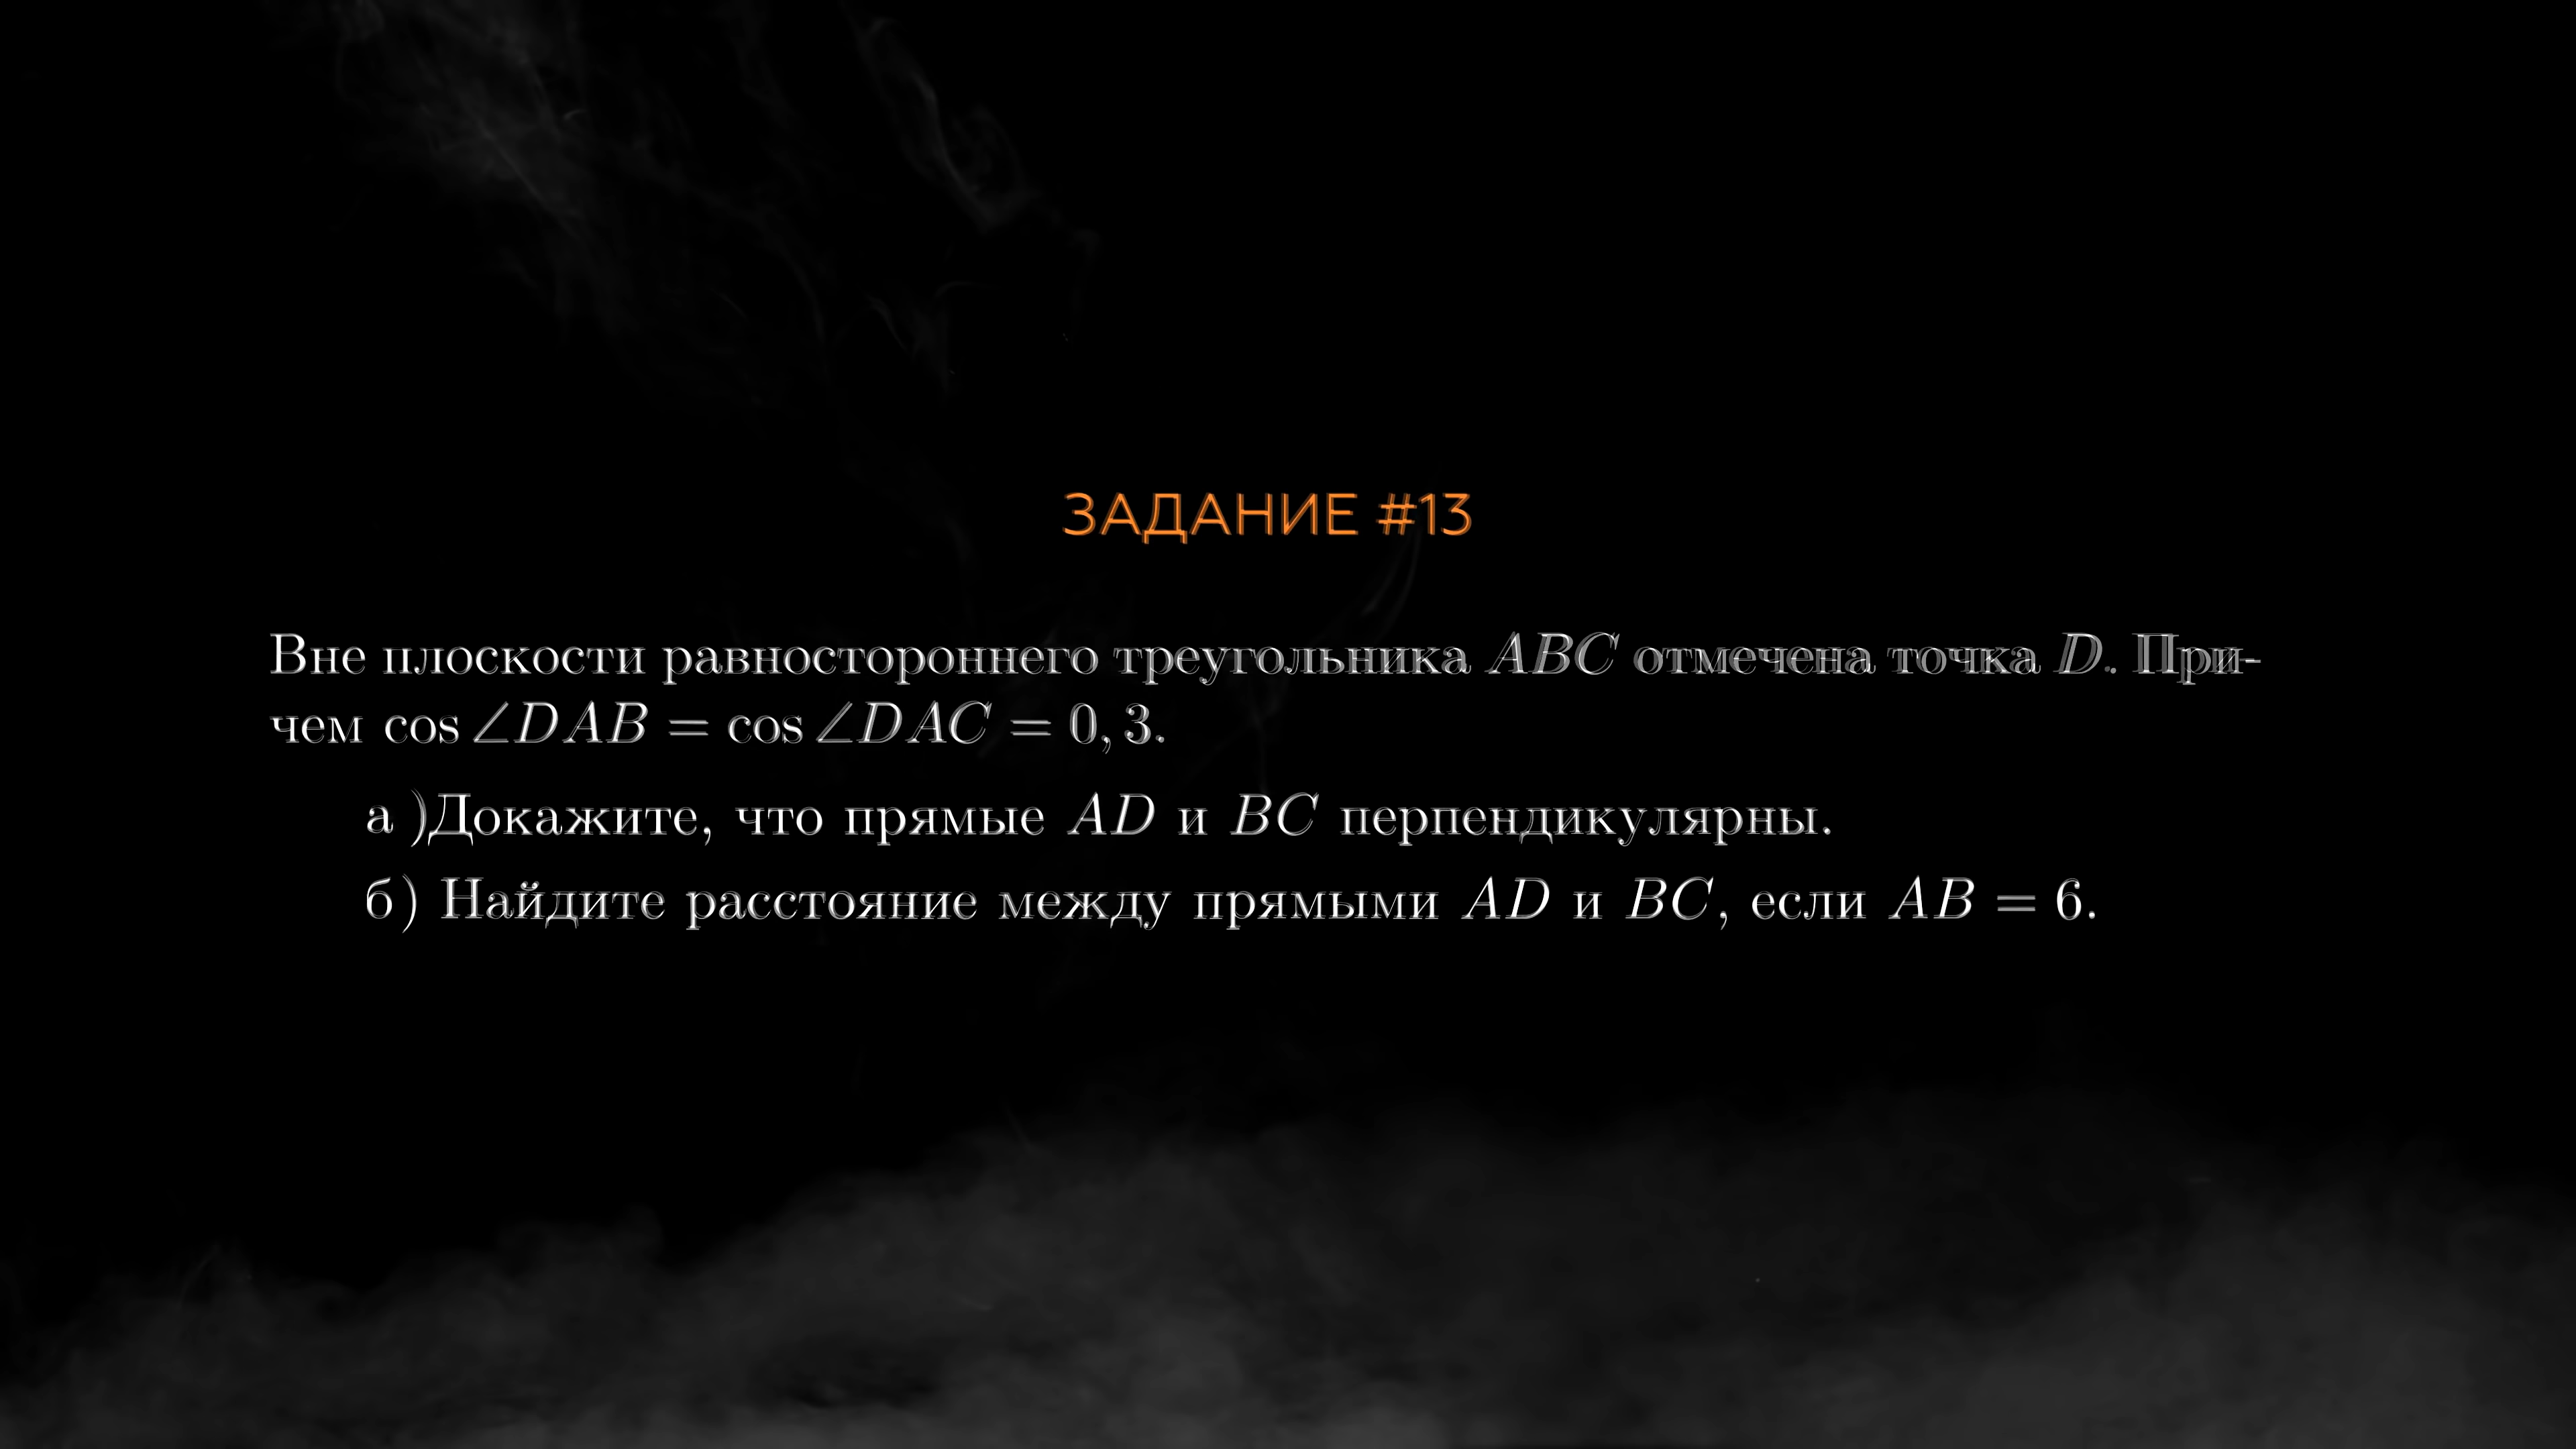 ЗАДАНИЕ #13
Вне плоскости равностороннего треугольника ABC отмечена точка D. При-
чем cos ∠DAB = cos ∠DAC = 0, 3.
а )Докажите, что прямые AD и BC перпендикулярны.
б) Найдите расстояние между прямыми AD и BC, если AB = 6.